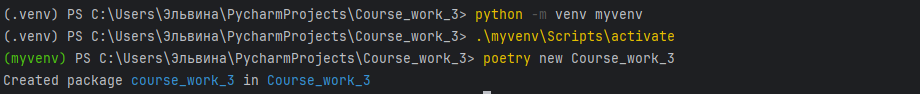 (.venv) PS C:\Users\Эльвина\PycharmProjects\Course_work_3> python -m venv myvenv
(.venv) PS C:\Users\Эльвина\PycharmProjects\Course_work_3> .\myvenv\Scripts\activate
(myvenv) PS C:\Users\Эльвина\PycharmProjects\Course_work_3> poetry new Course_work_3
Created package course_work_3 in Course_work_3